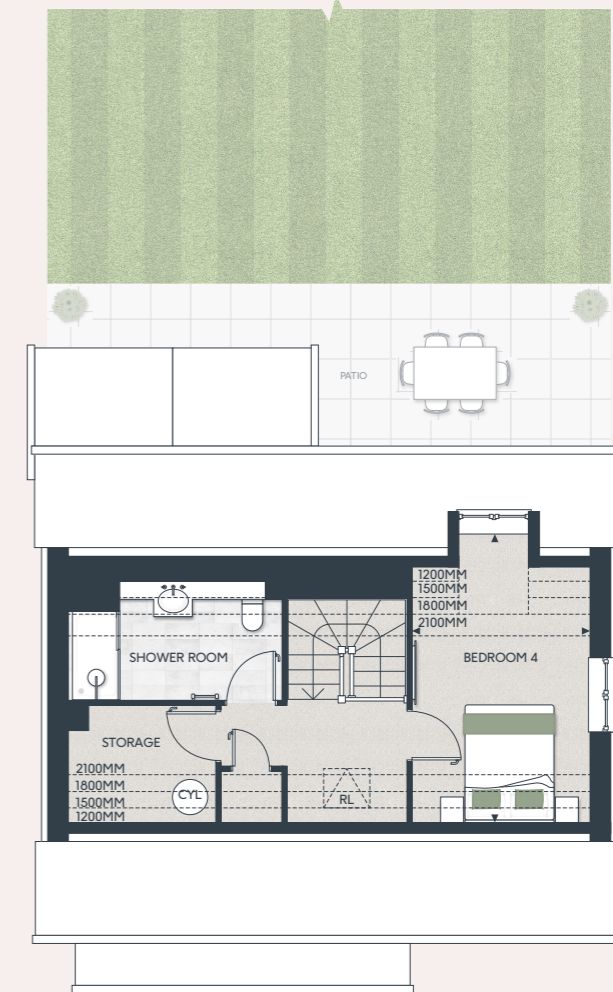 PATIO
1200MM
1500MM
1800MM
2100MM
SHOWER ROOM
BEDROOM 4
STORAGE
2100MM
1800MM
1500MM
1200MM
CYL
RL